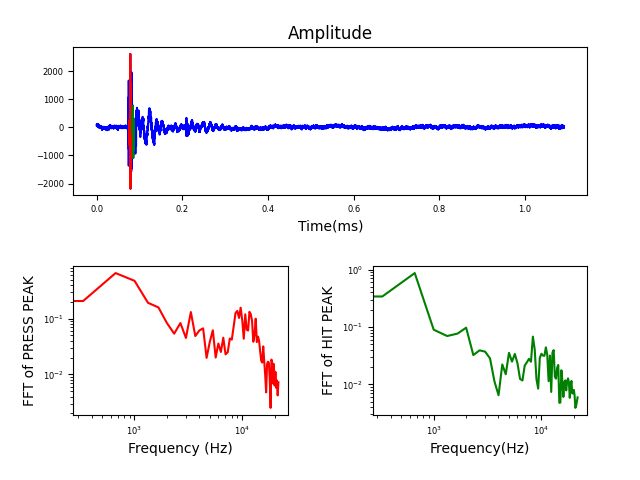 Amplitude
2000
1000
0
−1000
−2000
0.0 0.2 0.4 0.6 0.8 1.0
Time(ms)
FFT of PRESS PEAK
10⁻¹
10⁻²
10³ 10⁴
Frequency (Hz)
FFT of HIT PEAK
10⁰
10⁻¹
10⁻²
10³ 10⁴
Frequency(Hz)